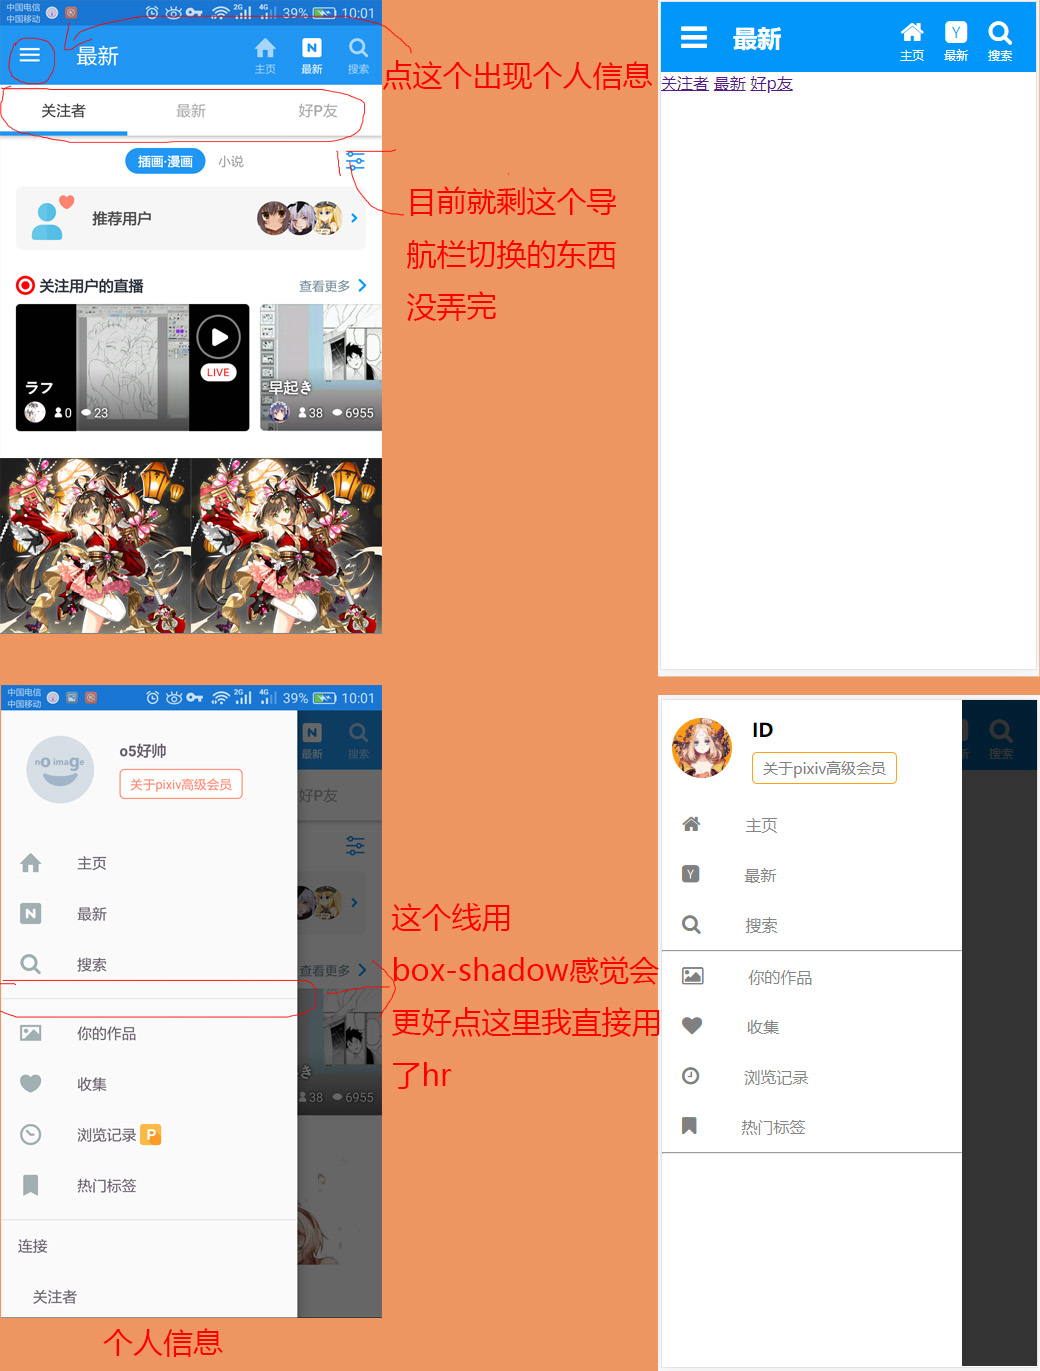 中国电信
中国移动
2G 4G 39% 10:01
最新
主页
最新
搜索
点这个出现个人信息
关注者 最新 好P友
插画·漫画 小说
推荐用户
目前就剩这个导
航栏切换的东西
没弄完
关注用户的直播 查看更多
LIVE
ラフ
0 23
早起き
38 6955
最新
主页
最新
搜索
关注者 最新 好p友
中国电信
中国移动
2G 4G 39% 10:01
no image
o5好帅
关于pixiv高级会员
主页
最新
搜索
你的作品
收集
浏览记录 P
热门标签
连接
关注者
最新
搜索
好P友
查看更多
き
38 6955
个人信息
这个线用
box-shadow感觉会
更好点这里我直接用
了hr
ID
关于pixiv高级会员
主页
最新
搜索
你的作品
收集
浏览记录
热门标签
新
搜索